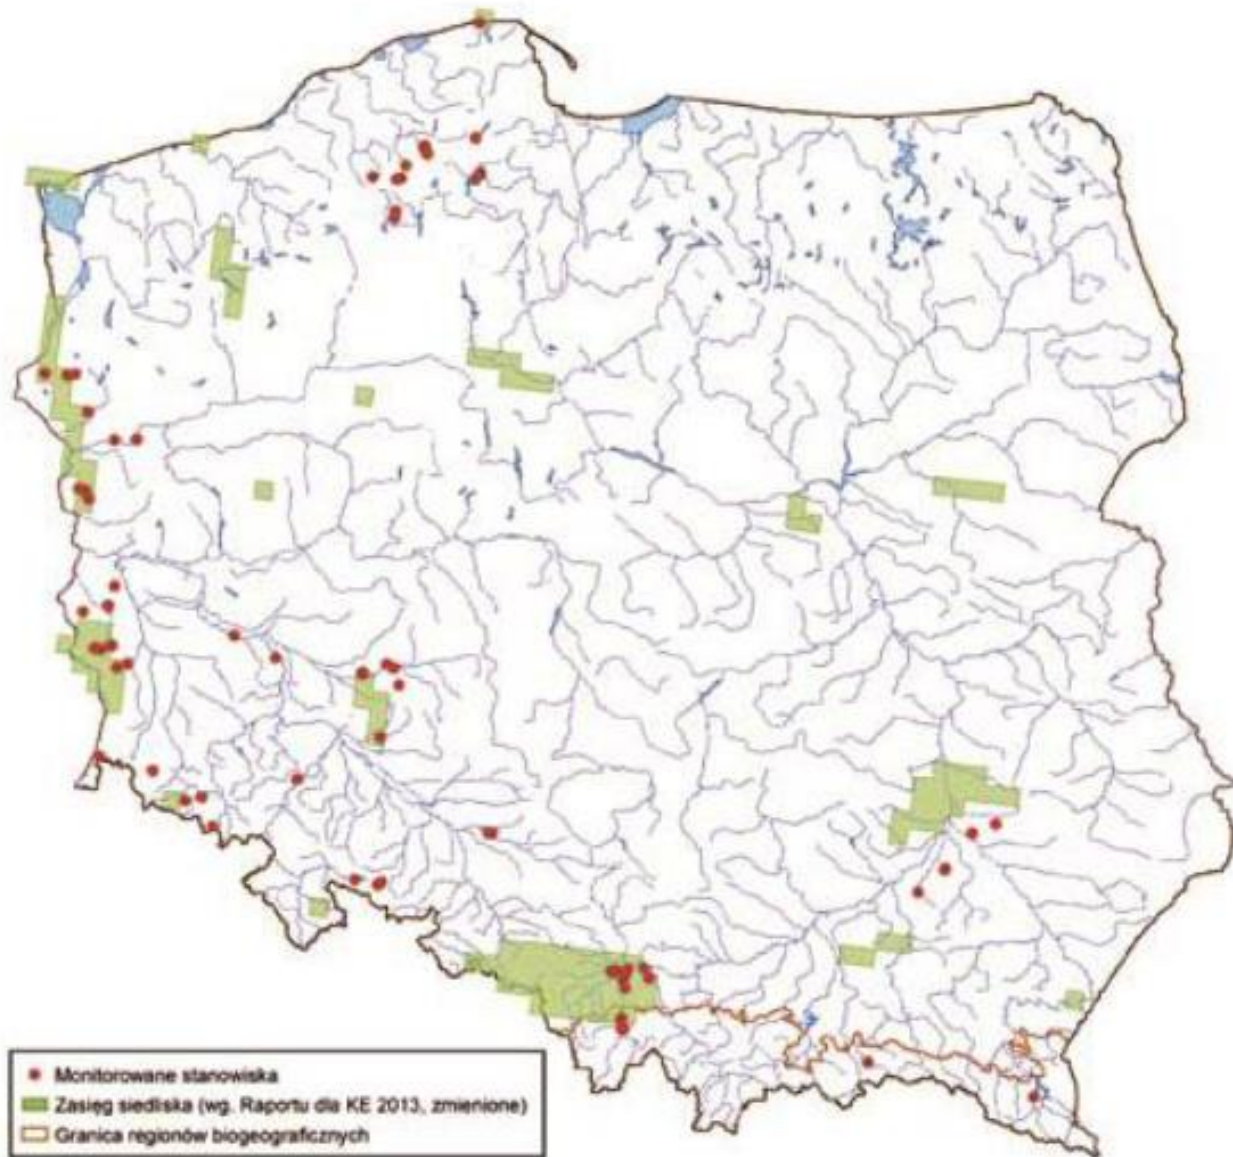 Monitorowane stanowiska
Zasięg siedliska (wg. Raportu dla KE 2013, zmienione)
Granica regionów biogeograficznych